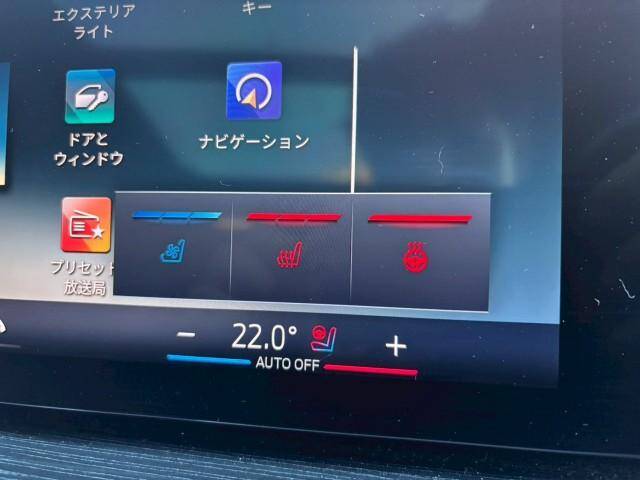 エクステリア
ライト
キー
ドアと
ウィンドウ
ナビゲーション
プリセット
放送局
− 22.0° +
AUTO OFF